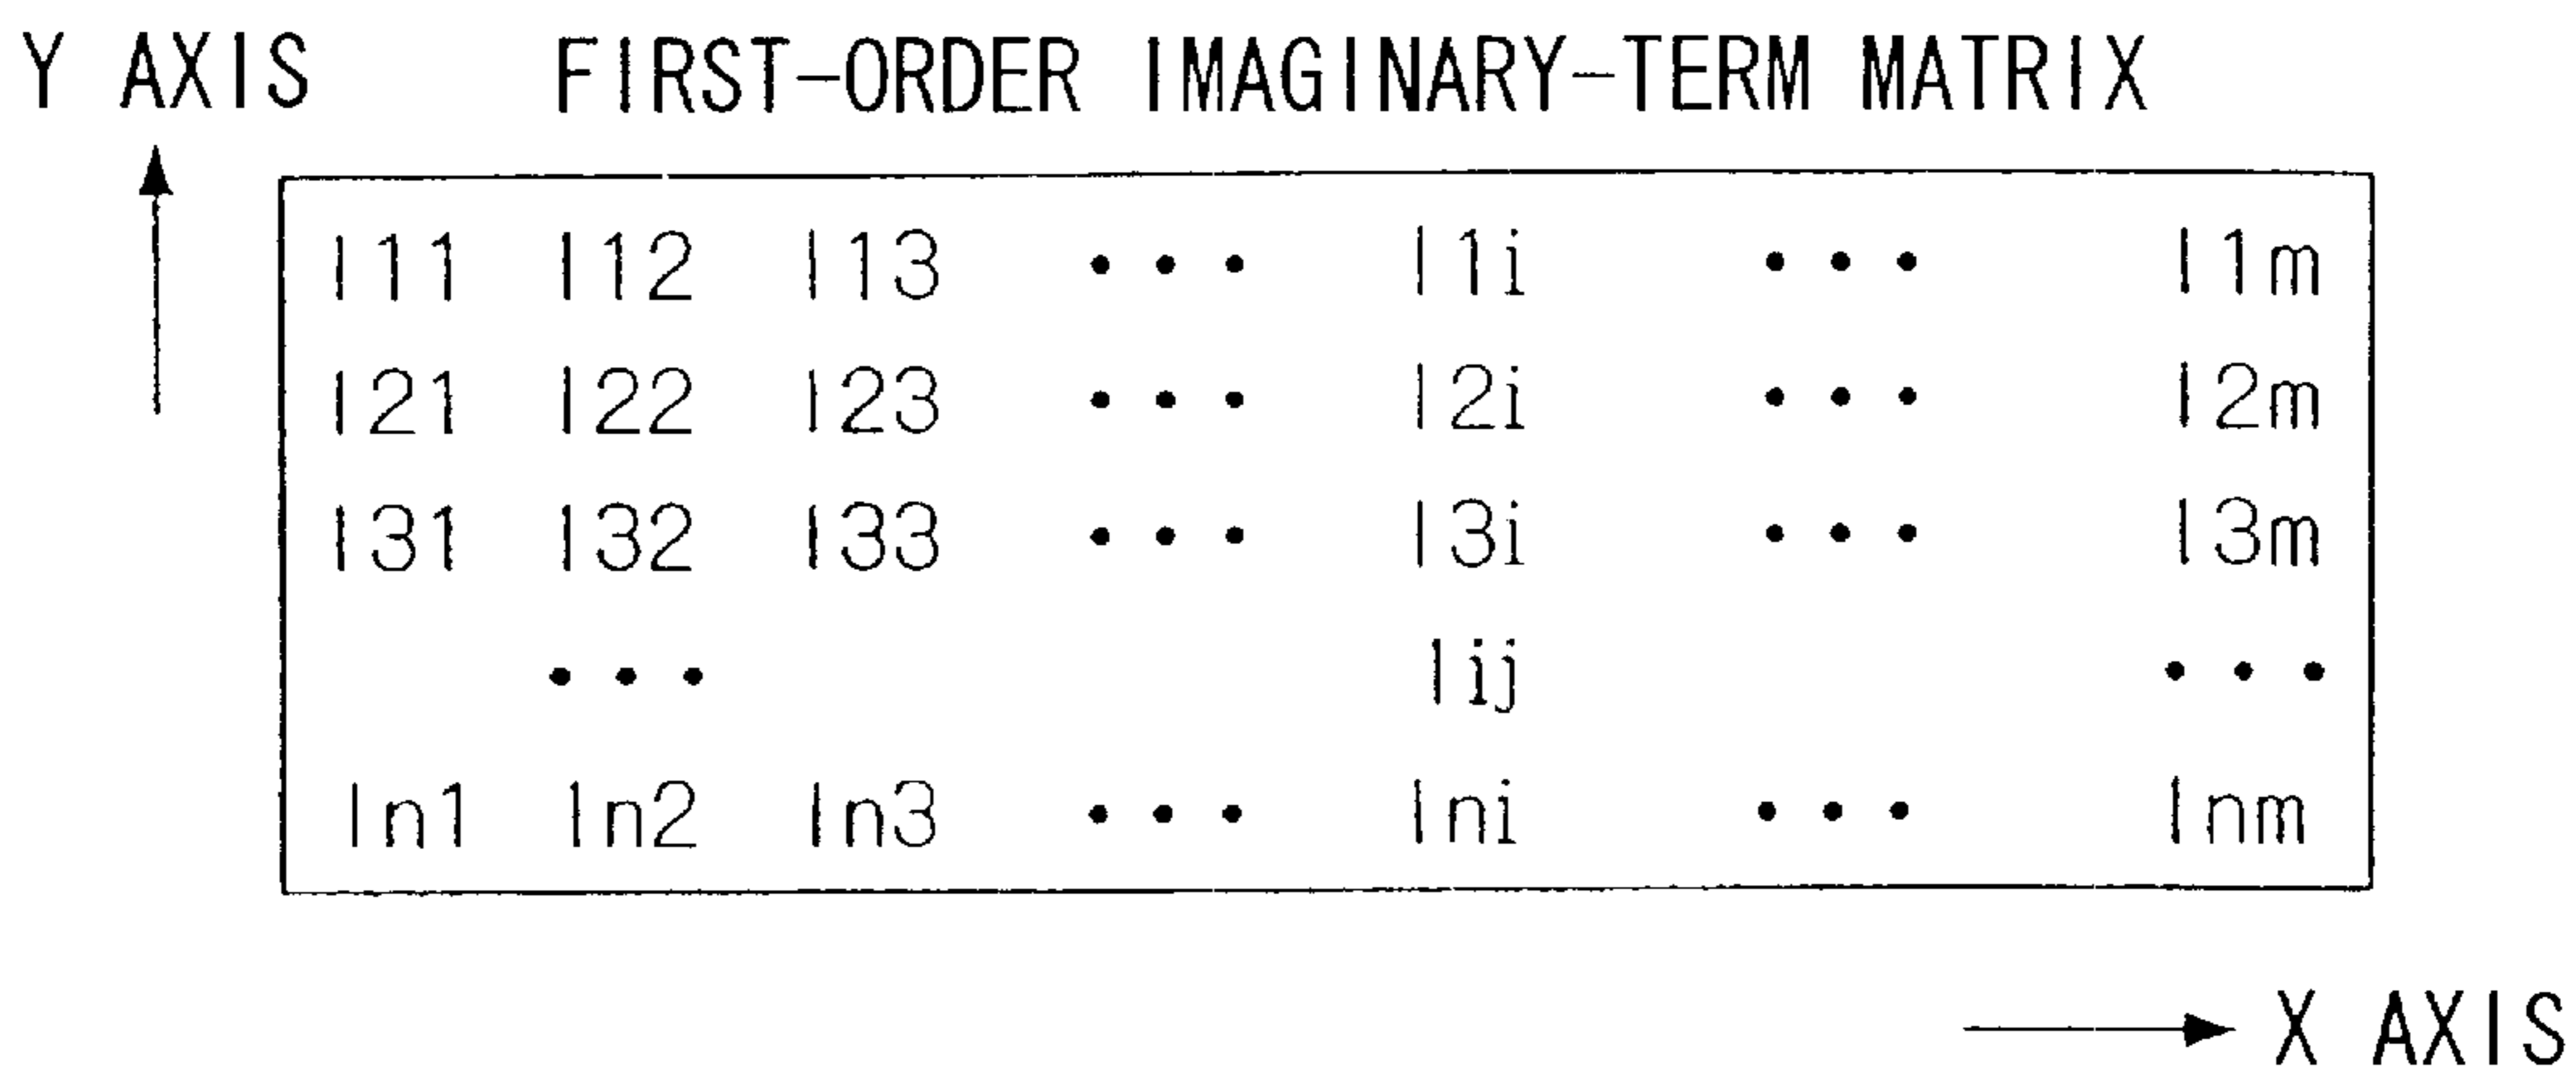 Y AXIS FIRST-ORDER IMAGINARY-TERM MATRIX
I11 I12 I13 • • • I1i • • • I1m
I21 I22 I23 • • • I2i • • • I2m
I31 I32 I33 • • • I3i • • • I3m
• • • Iij • • •
In1 In2 In3 • • • Ini • • • Inm
X AXIS